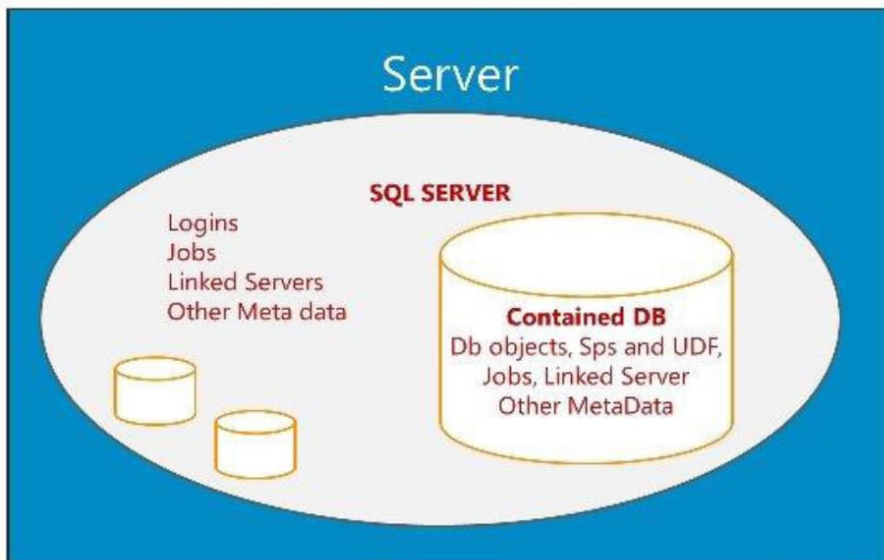 Server
SQL SERVER
Logins
Jobs
Linked Servers
Other Meta data
Contained DB
Db objects, Sps and UDF,
Jobs, Linked Server
Other MetaData